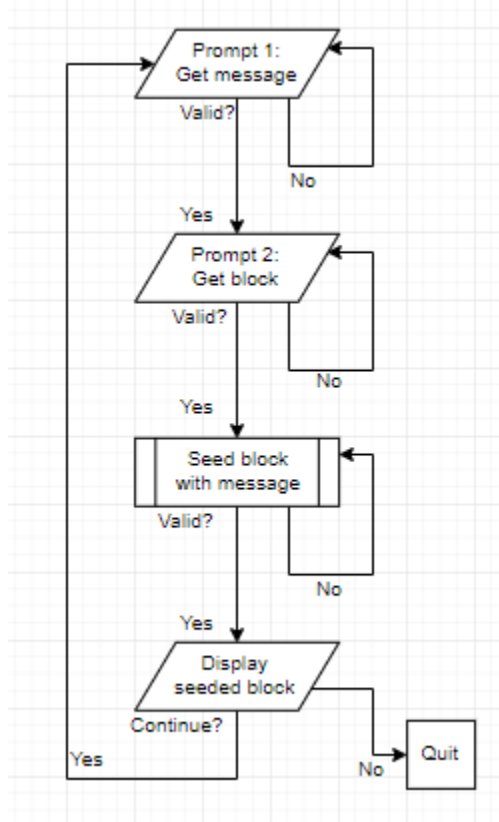 Prompt 1:
Get message
Valid?
No
Yes
Prompt 2:
Get block
Valid?
No
Yes
Seed block
with message
Valid?
No
Yes
Display
seeded block
Continue?
Yes
No
Quit